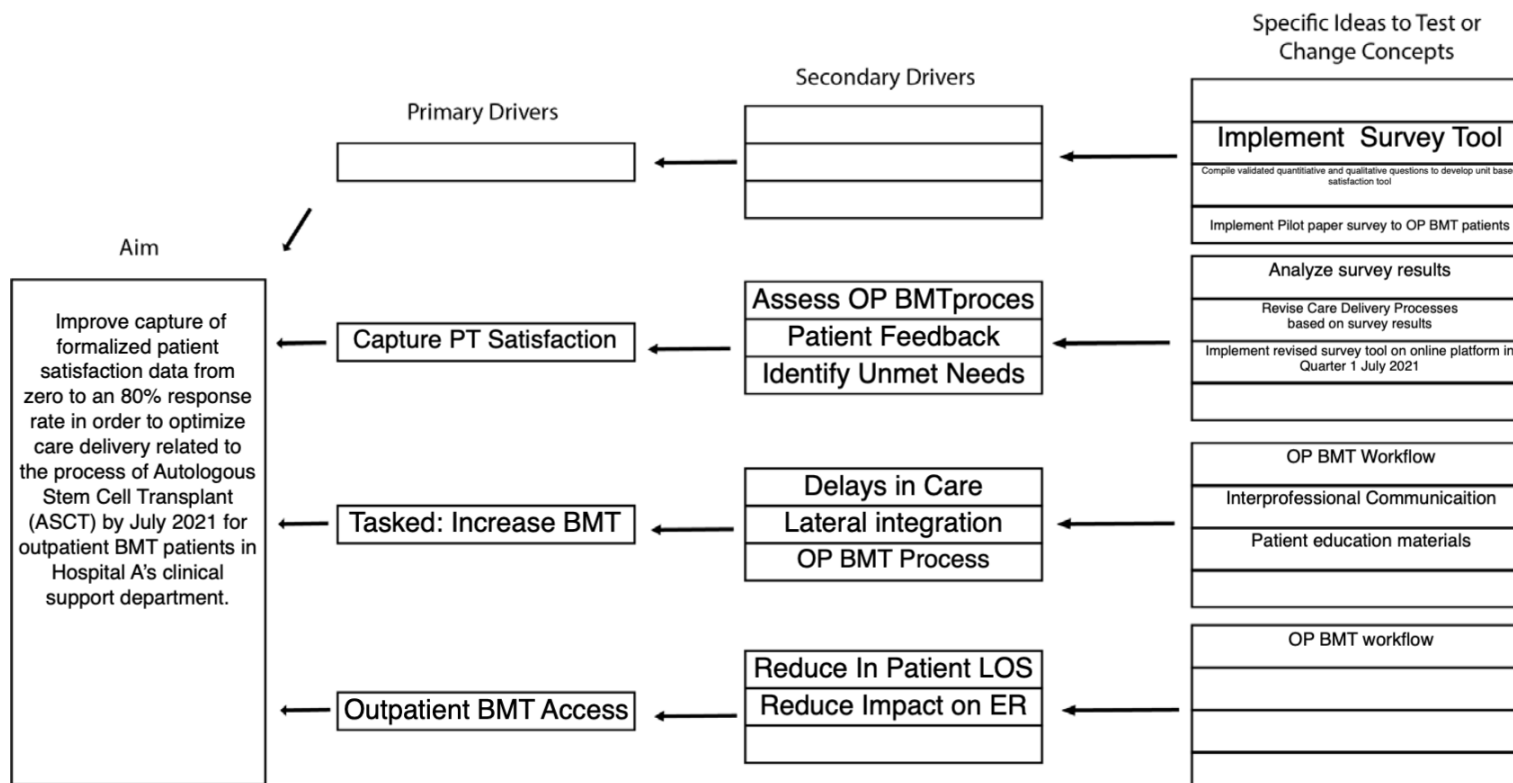 Specific Ideas to Test or
Change Concepts
Secondary Drivers
Primary Drivers
Aim
Improve capture of
formalized patient
satisfaction data from
zero to an 80% response
rate in order to optimize
care delivery related to
the process of Autologous
Stem Cell Transplant
(ASCT) by July 2021 for
outpatient BMT patients in
Hospital A's clinical
support department.
Capture PT Satisfaction
Tasked: Increase BMT
Outpatient BMT Access
Assess OP BMTproces
Patient Feedback
Identify Unmet Needs
Delays in Care
Lateral integration
OP BMT Process
Reduce In Patient LOS
Reduce Impact on ER
Implement Survey Tool
Compile validated quantitiative and qualitative questions to develop unit base
satisfaction tool
Implement Pilot paper survey to OP BMT patients
Analyze survey results
Revise Care Delivery Processes
based on survey results
Implement revised survey tool on online platform in
Quarter 1 July 2021
OP BMT Workflow
Interprofessional Communicaition
Patient education materials
OP BMT workflow